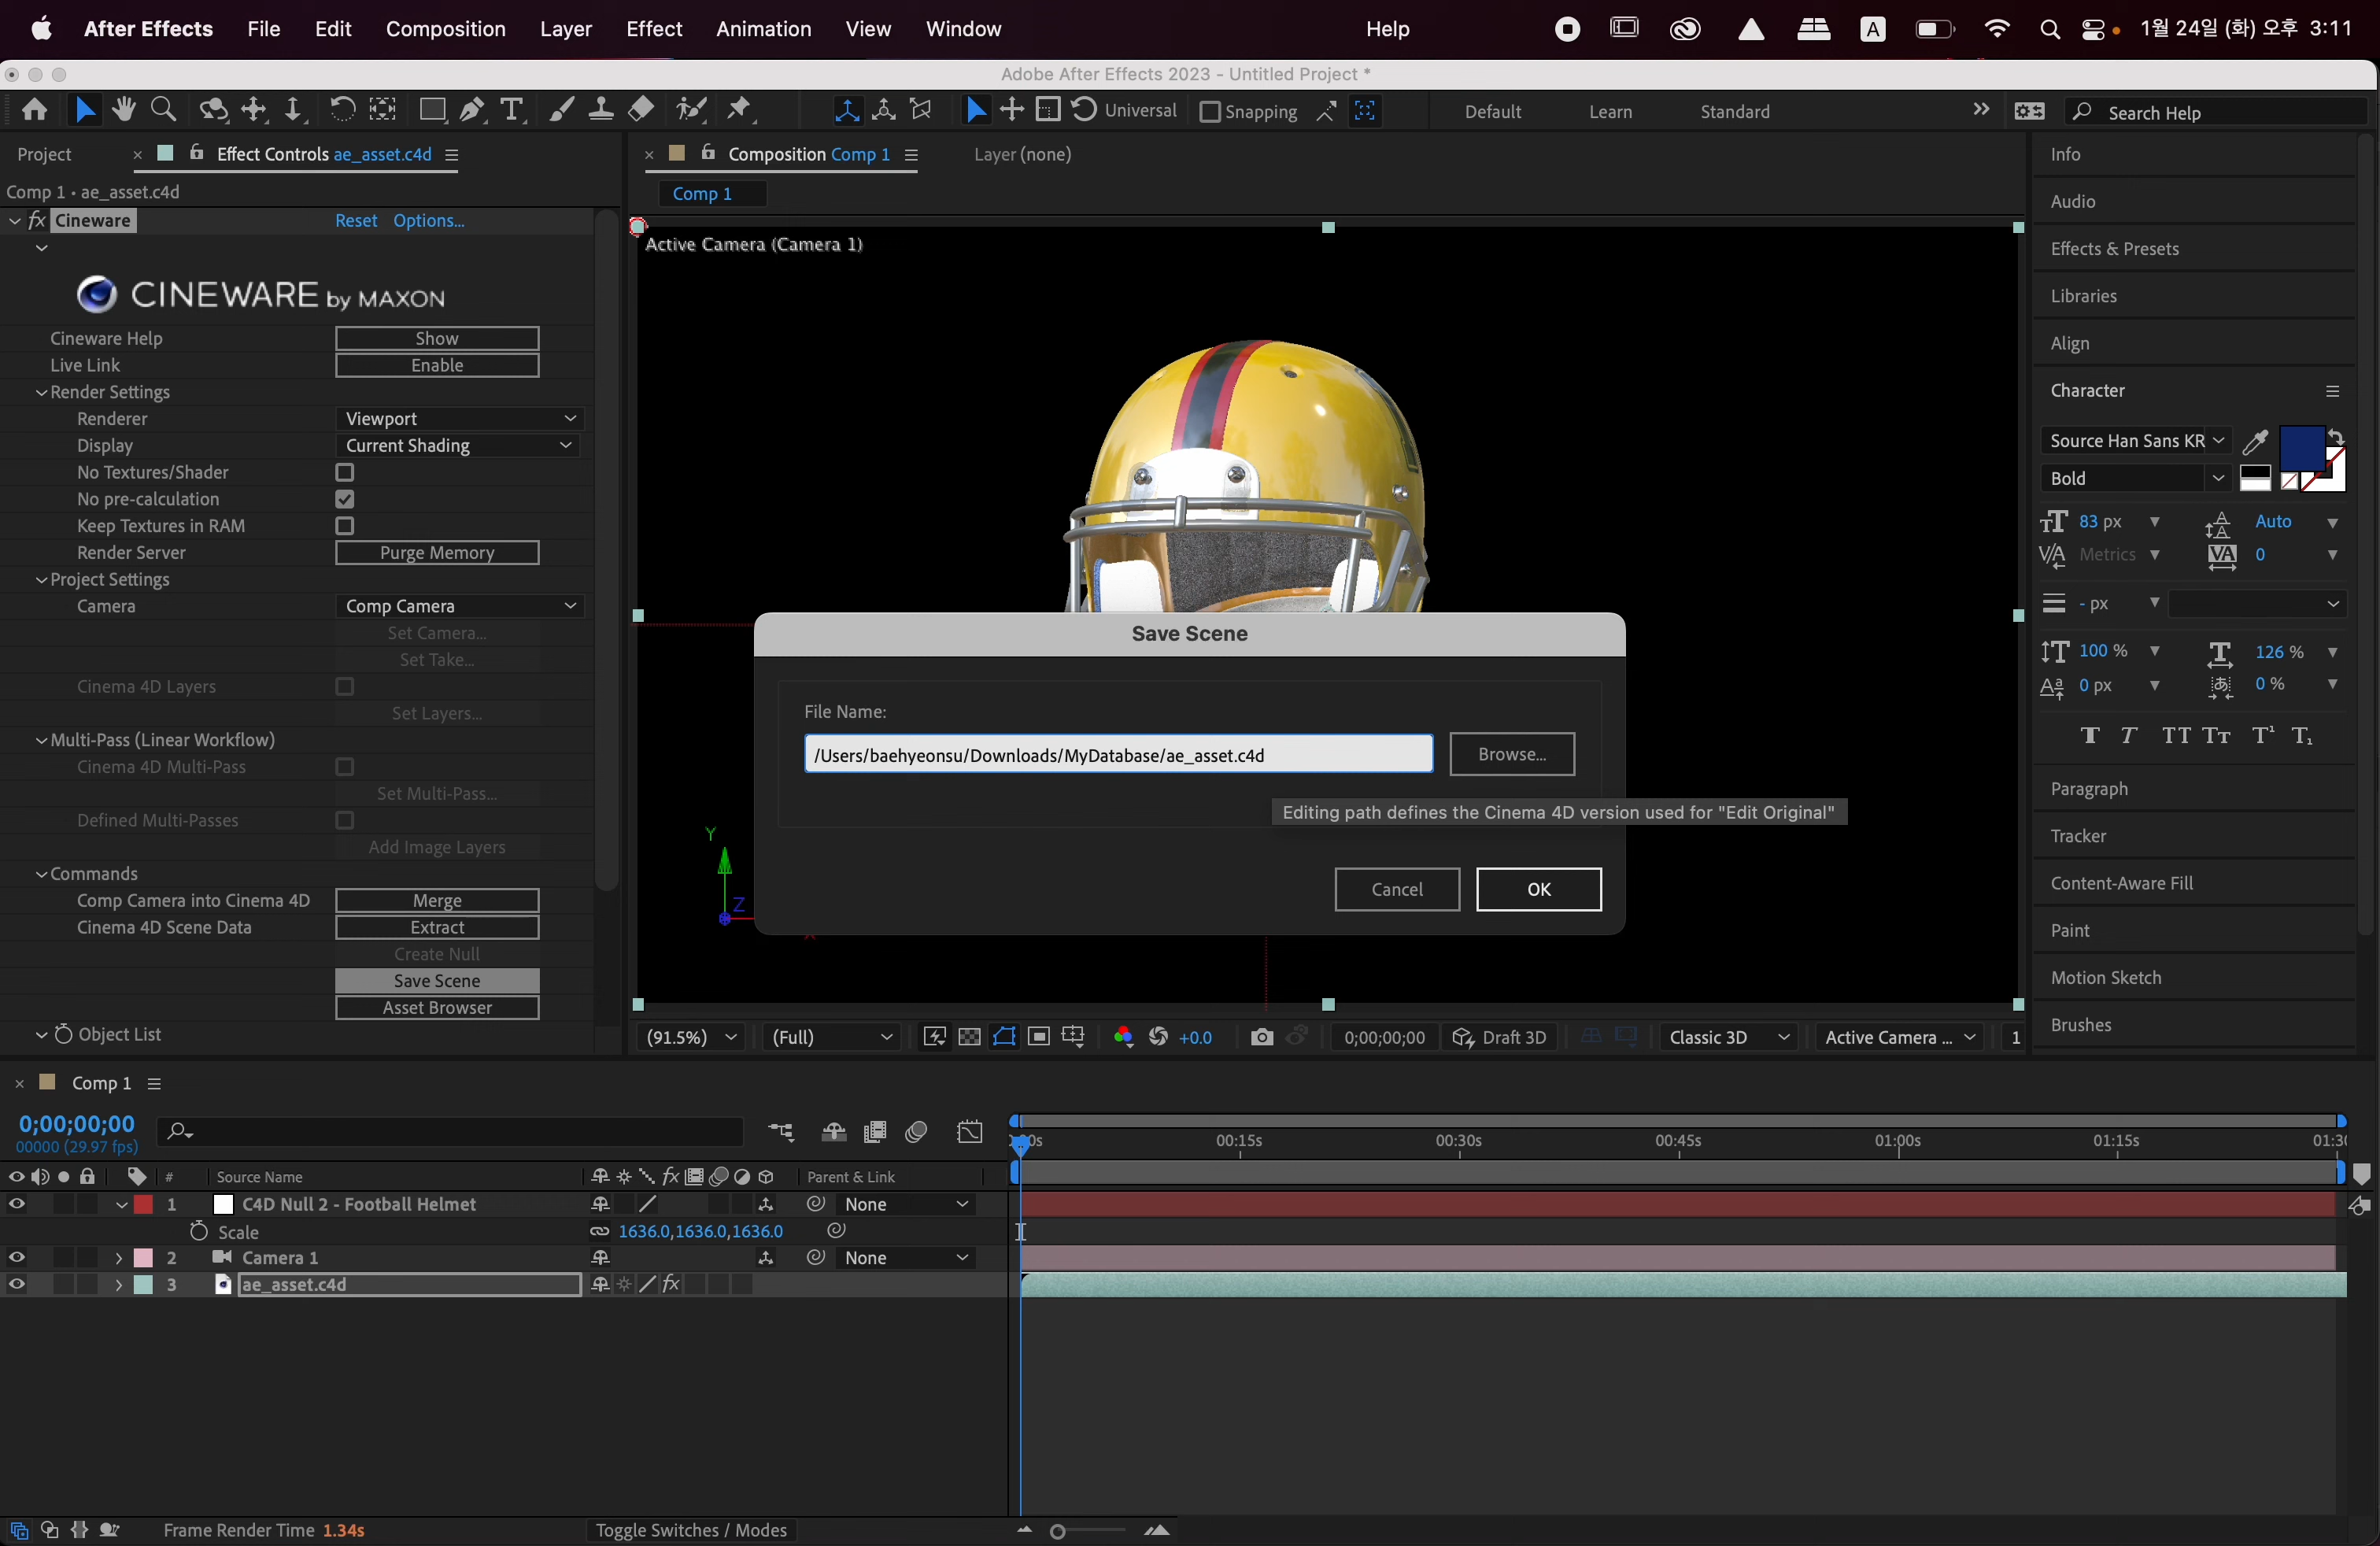 After Effects File Edit Composition Layer Effect Animation View Window Help A 1월 24일 (화) 오후 3:11
Adobe After Effects 2023 - Untitled Project *
Universal Snapping Default Learn Standard Search Help
Project Effect Controls ae_asset.c4d Composition Comp 1 Layer (none)
Comp 1 • ae_asset.c4d
Comp 1
fx Cineware Reset Options...
Active Camera (Camera 1)
CINEWARE by MAXON
Cineware Help Show
Live Link Enable
Render Settings
Renderer Viewport
Display Current Shading
No Textures/Shader
No pre-calculation
Keep Textures in RAM
Render Server Purge Memory
Project Settings
Camera Comp Camera
Set Camera...
Set Take...
Cinema 4D Layers
Set Layers...
Multi-Pass (Linear Workflow)
Cinema 4D Multi-Pass
Set Multi-Pass...
Defined Multi-Passes
Add Image Layers
Commands
Comp Camera into Cinema 4D Merge
Cinema 4D Scene Data Extract
Create Null
Save Scene
Asset Browser
Object List
Save Scene
File Name:
/Users/baehyeonsu/Downloads/MyDatabase/ae_asset.c4d Browse...
Editing path defines the Cinema 4D version used for "Edit Original"
Cancel OK
Y
Z
X
(91.5%) (Full) +0.0 0;00;00;00 Draft 3D Classic 3D Active Camera ... 1
Info
Audio
Effects & Presets
Libraries
Align
Character
Source Han Sans KR
Bold
83 px Auto
Metrics 0
- px
100 % 126 %
0 px 0 %
T T TT Tт T¹ T₁
Paragraph
Tracker
Content-Aware Fill
Paint
Motion Sketch
Brushes
Comp 1
0;00;00;00
00000 (29.97 fps)
00s 00:15s 00:30s 00:45s 01:00s 01:15s 01:30
# Source Name fx Parent & Link
1 C4D Null 2 - Football Helmet None
Scale 1636.0,1636.0,1636.0
2 Camera 1 None
3 ae_asset.c4d fx
Frame Render Time 1.34s Toggle Switches / Modes